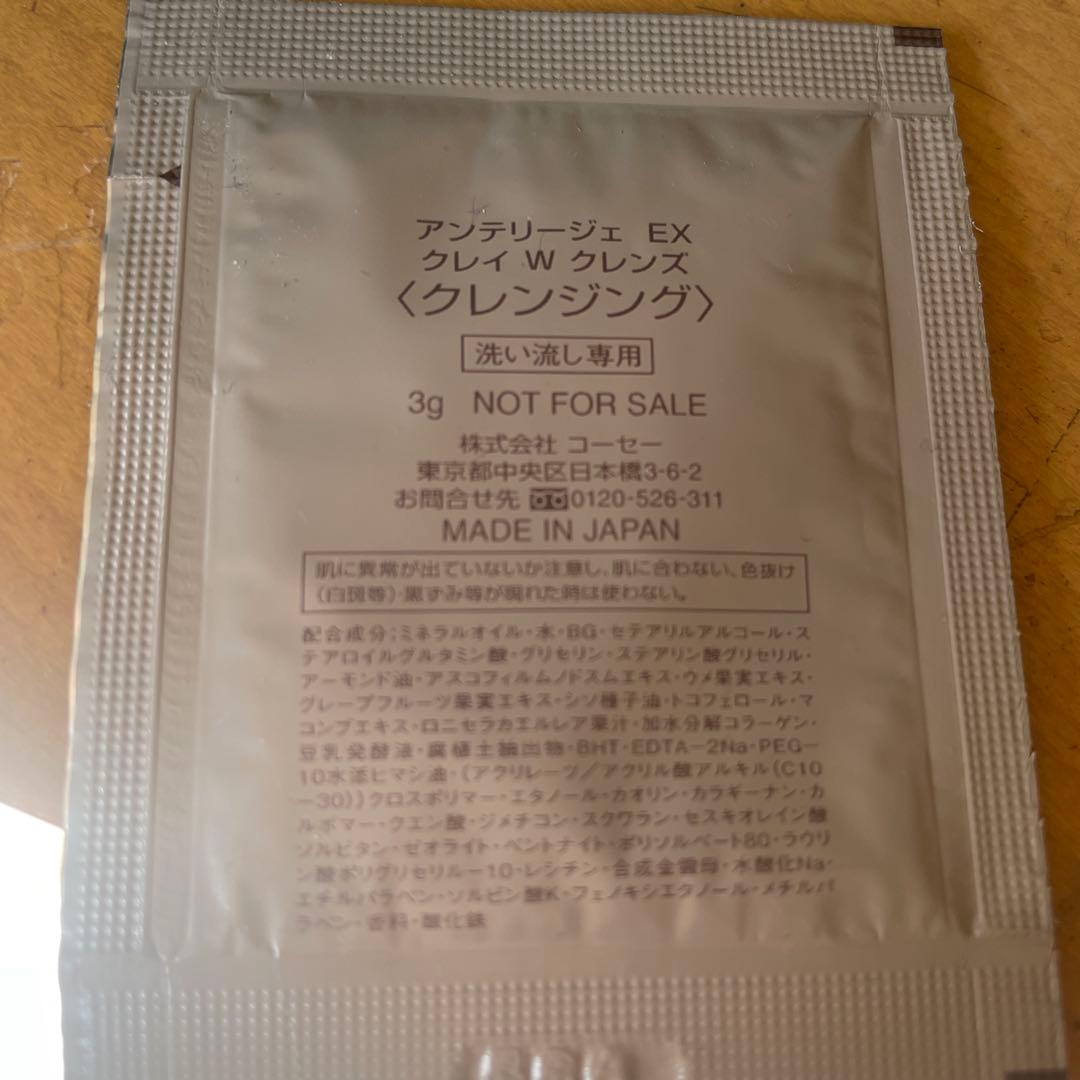 アンテリージェ EX
クレイ W クレンズ
〈クレンジング〉
洗い流し専用
3g NOT FOR SALE
株式会社 コーセー
東京都中央区日本橋3-6-2
お問合せ先 0120-526-311
MADE IN JAPAN
肌に異常が出ていないか注意し、肌に合わない、色抜け
(白斑等)・黒ずみ等が現れた時は使わない。
配合成分:ミネラルオイル・水・BG・セテアリルアルコール・ス
テアロイルグルタミン酸・グリセリン・ステアリン酸グリセリル・
アーモンド油・アスコフィルムノドスムエキス・ウメ果実エキス・
グレープフルーツ果実エキス・シソ種子油・トコフェロール・マ
コンブエキス・ロニセラカエルレア果汁・加水分解コラーゲン・
豆乳発酵液・腐植土抽出物・BHT・EDTA-2Na・PEG-
10水添ヒマシ油・(アクリレーツ/アクリル酸アルキル(C10
-30))クロスポリマー・エタノール・カオリン・カラギーナン・カ
ルボマー・クエン酸・ジメチコン・スクワラン・セスキオレイン酸
ソルビタン・ゼオライト・ベントナイト・ポリソルベート80・ラウリ
ン酸ポリグリセリル-10・レシチン・合成金雲母・水酸化Na・
エチルパラベン・ソルビン酸K・フェノキシエタノール・メチルパ
ラベン・香料・酸化鉄